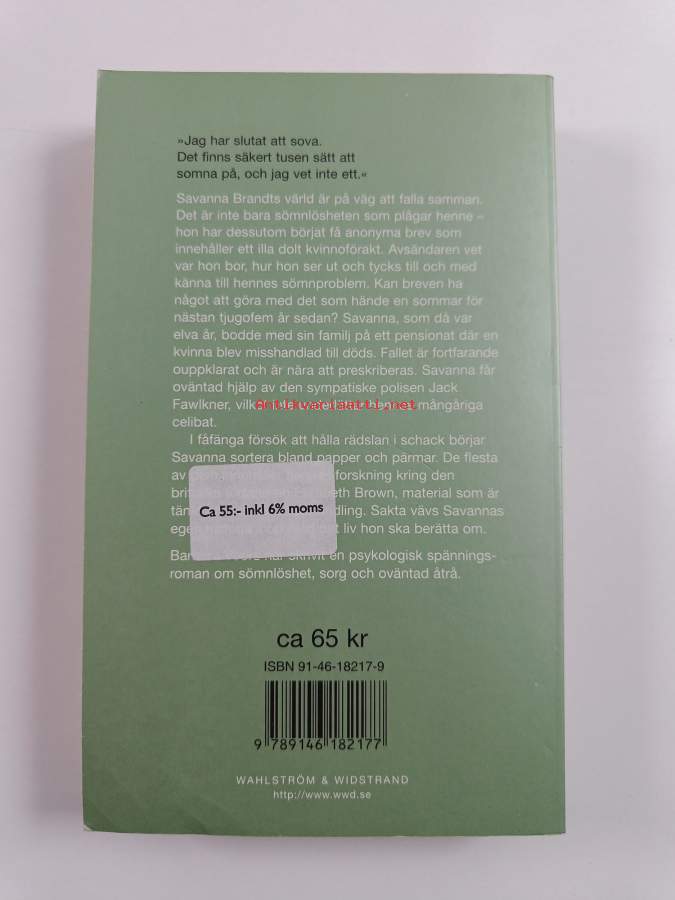 »Jag har slutat att sova.
Det finns säkert tusen sätt att
somna på, och jag vet inte ett.«
Savanna Brandts värld är på väg att falla samman.
Det är inte bara sömnlösheten som plågar henne –
hon har dessutom börjat få anonyma brev som
innehåller ett illa dolt kvinnoförakt. Avsändaren vet
var hon bor, hur hon ser ut och tycks till och med
känna till hennes sömnproblem. Kan breven ha
något att göra med det som hände en sommar för
nästan tjugofem år sedan? Savanna, som då var
elva år, bodde med sin familj på ett pensionat där en
kvinna blev misshandlad till döds. Fallet är fortfarande
ouppklarat och är nära att preskriberas. Savanna får
oväntad hjälp av den sympatiske polisen Jack
Fawlkner, mångåriga
Antikvariaatti.net
celibat.
I fåfänga försök att hålla rädslan i schack börjar
Savanna sortera bland papper och pärmar. De flesta
av forskning kring den
eth Brown, material som är
dling. Sakta vävs Savannas
liv hon ska berätta om.
Ca 55:- inkl 6% moms
har skrivit en psykologisk spännings-
roman om sömnlöshet, sorg och oväntad åtrå.
ca 65 kr
ISBN 91-46-18217-9
9 789146 182177
WAHLSTRÖM & WIDSTRAND
http://www.wwd.se